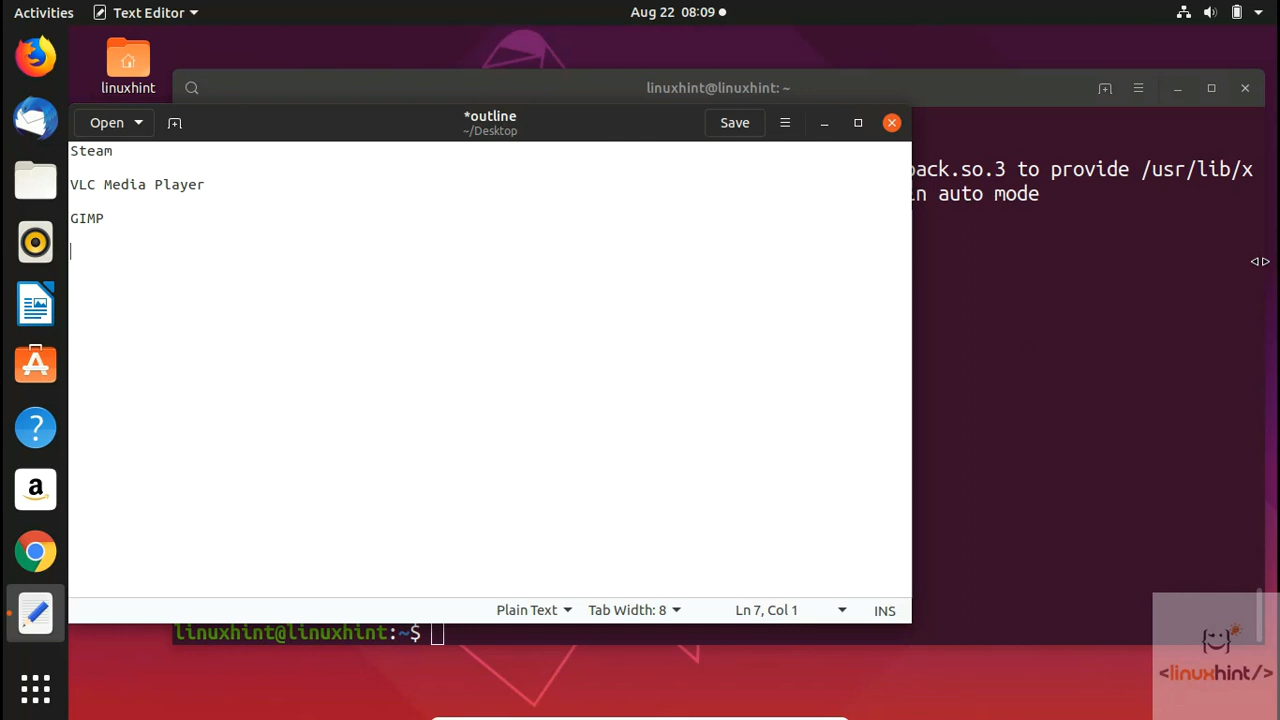 Activities Text Editor Aug 22 08:09
linuxhint
linuxhint@linuxhint: ~
Open *outline Save
~/Desktop
Steam
VLC Media Player
GIMP
pack.so.3 to provide /usr/lib/x
in auto mode
Plain Text Tab Width: 8 Ln 7, Col 1 INS
linuxhint@linuxhint:~$
<linuxhint/>